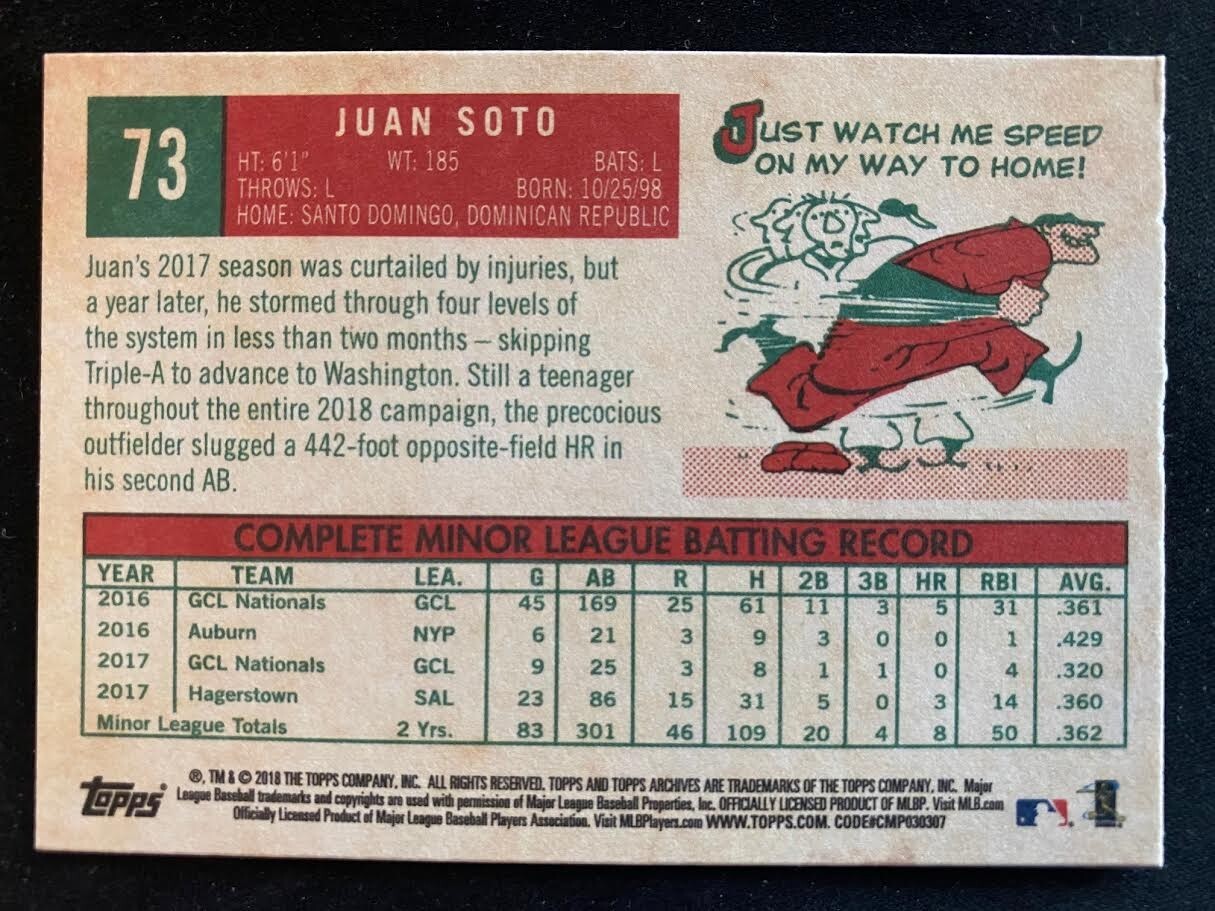 73
JUAN SOTO
HT: 6'1" WT: 185 BATS: L
THROWS: L BORN: 10/25/98
HOME: SANTO DOMINGO, DOMINICAN REPUBLIC
JUST WATCH ME SPEED
ON MY WAY TO HOME!
Juan's 2017 season was curtailed by injuries, but
a year later, he stormed through four levels of
the system in less than two months – skipping
Triple-A to advance to Washington. Still a teenager
throughout the entire 2018 campaign, the precocious
outfielder slugged a 442-foot opposite-field HR in
his second AB.
COMPLETE MINOR LEAGUE BATTING RECORD
YEAR TEAM LEA. G AB R H 2B 3B HR RBI AVG.
2016 GCL Nationals GCL 45 169 25 61 11 3 5 31 .361
2016 Auburn NYP 6 21 3 9 3 0 0 1 .429
2017 GCL Nationals GCL 9 25 3 8 1 1 0 4 .320
2017 Hagerstown SAL 23 86 15 31 5 0 3 14 .360
Minor League Totals 2 Yrs. 83 301 46 109 20 4 8 50 .362
topps
®, TM & © 2018 THE TOPPS COMPANY, INC. ALL RIGHTS RESERVED. TOPPS AND TOPPS ARCHIVES ARE TRADEMARKS OF THE TOPPS COMPANY, INC. Major
League Baseball trademarks and copyrights are used with permission of Major League Baseball Properties, Inc. OFFICIALLY LICENSED PRODUCT OF MLBP. Visit MLB.com
Officially Licensed Product of Major League Baseball Players Association. Visit MLBPlayers.com WWW.TOPPS.COM. CODE#CMP030307